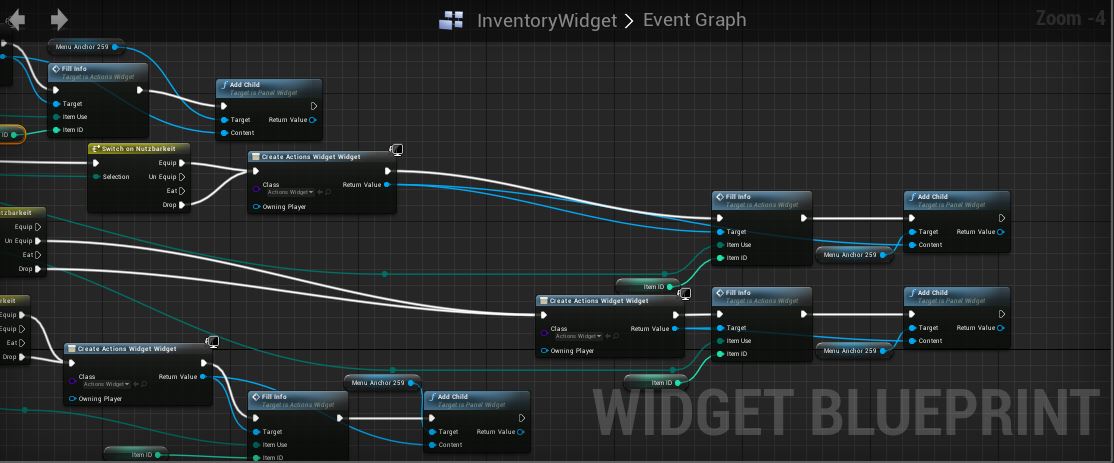 InventoryWidget > Event Graph
Zoom -4
Menu Anchor 259
Fill Info
Target is Actions Widget
Target
Item Use
Item ID
ID
Add Child
Target is Panel Widget
Target
Return Value
Content
Switch on Nutzbarkeit
Equip
Selection
Un Equip
Eat
Drop
Create Actions Widget Widget
Class
Return Value
Actions Widget
Owning Player
Fill Info
Target is Actions Widget
Target
Item Use
Item ID
Add Child
Target is Panel Widget
Target
Return Value
Content
Menu Anchor 259
Item ID
tzbarkeit
Equip
Un Equip
Eat
Drop
Create Actions Widget Widget
Class
Return Value
Actions Widget
Owning Player
Fill Info
Target is Actions Widget
Target
Item Use
Item ID
Add Child
Target is Panel Widget
Target
Return Value
Content
Menu Anchor 259
Item ID
rkeit
Equip
Equip
Eat
Drop
Create Actions Widget Widget
Class
Return Value
Actions Widget
Owning Player
Menu Anchor 259
Fill Info
Target is Actions Widget
Target
Item Use
Item ID
Add Child
Target is Panel Widget
Target
Return Value
Content
Item ID
WIDGET BLUEPRINT